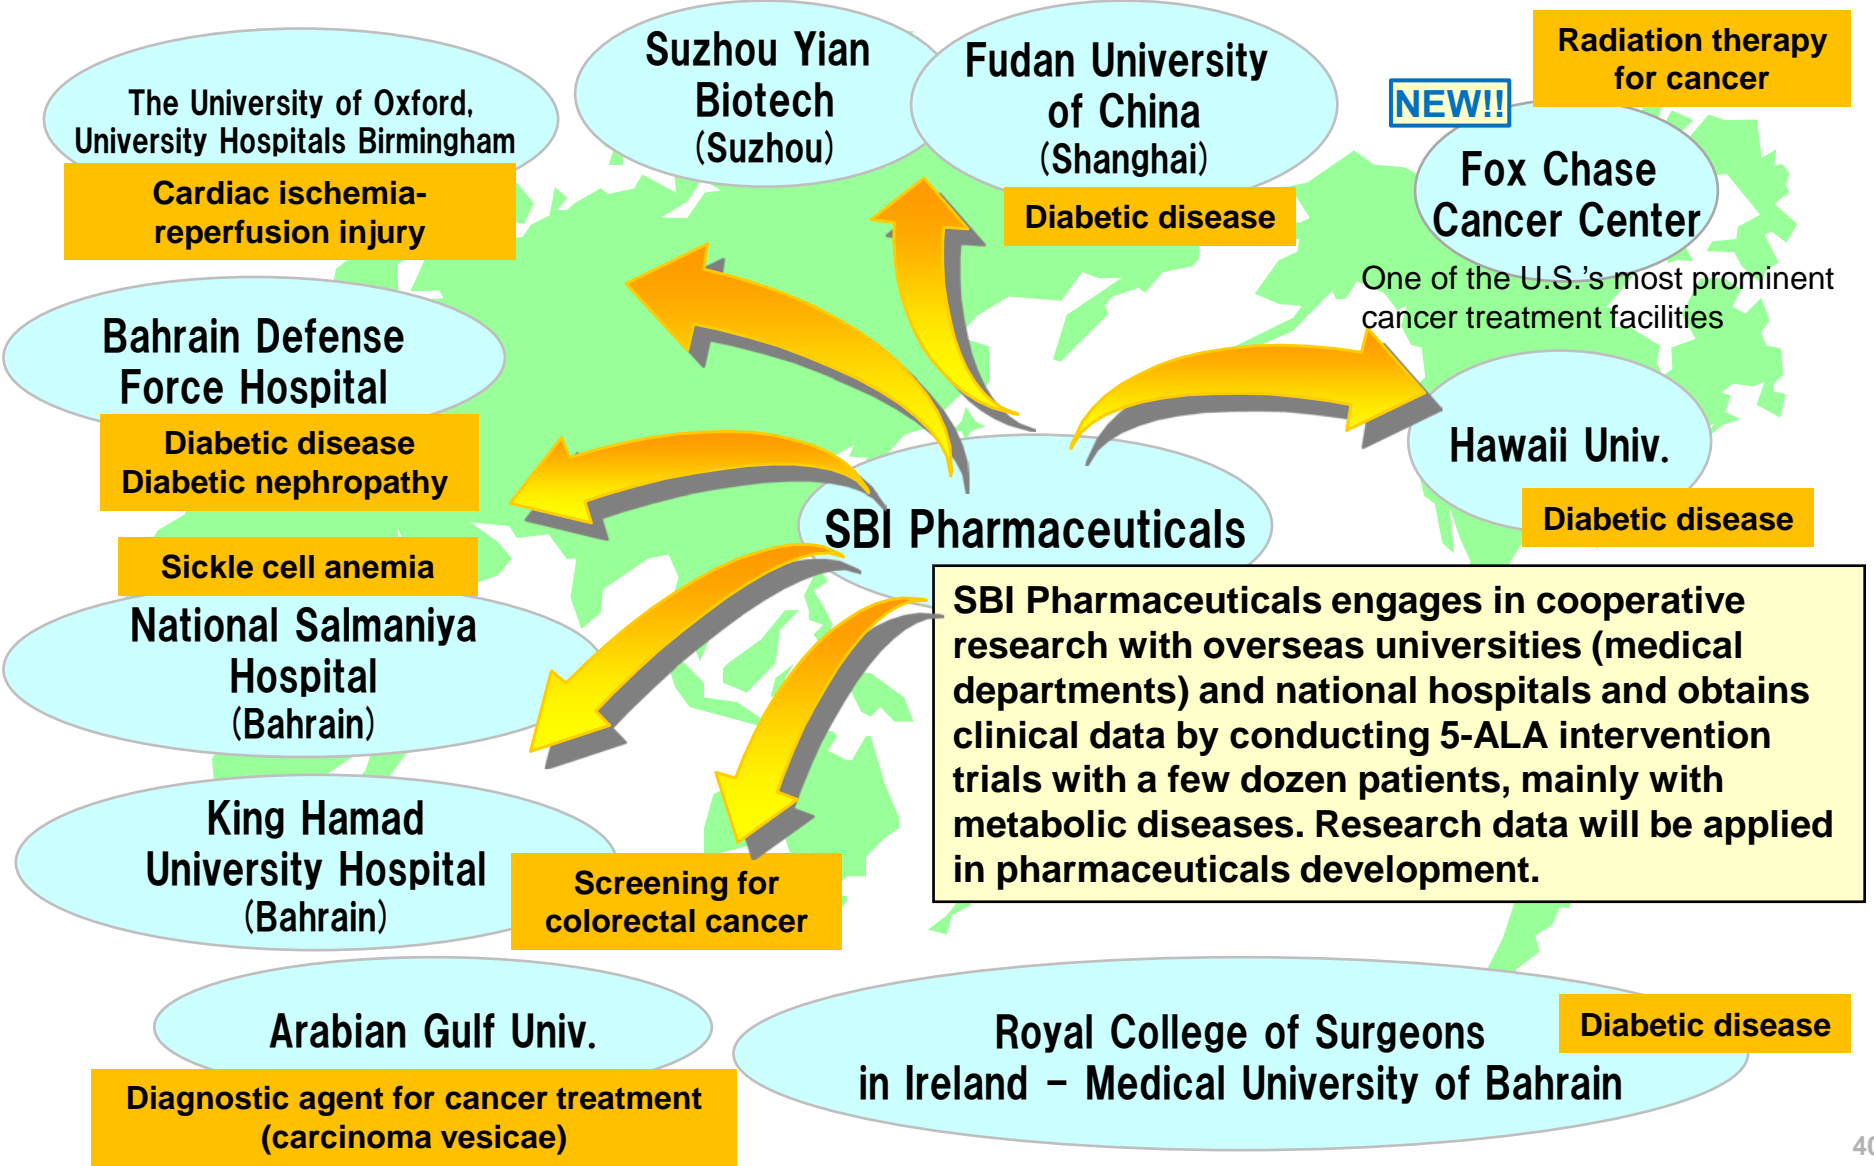 Suzhou Yian
Biotech
(Suzhou)
Fudan University
of China
(Shanghai)
Diabetic disease
Radiation therapy
for cancer
NEW!!
Fox Chase
Cancer Center
One of the U.S.'s most prominent
cancer treatment facilities
The University of Oxford,
University Hospitals Birmingham
Cardiac ischemia-
reperfusion injury
Bahrain Defense
Force Hospital
Diabetic disease
Diabetic nephropathy
Hawaii Univ.
Diabetic disease
SBI Pharmaceuticals
Sickle cell anemia
National Salmaniya
Hospital
(Bahrain)
SBI Pharmaceuticals engages in cooperative
research with overseas universities (medical
departments) and national hospitals and obtains
clinical data by conducting 5-ALA intervention
trials with a few dozen patients, mainly with
metabolic diseases. Research data will be applied
in pharmaceuticals development.
King Hamad
University Hospital
(Bahrain)
Screening for
colorectal cancer
Arabian Gulf Univ.
Diagnostic agent for cancer treatment
(carcinoma vesicae)
Royal College of Surgeons
in Ireland – Medical University of Bahrain
Diabetic disease
40